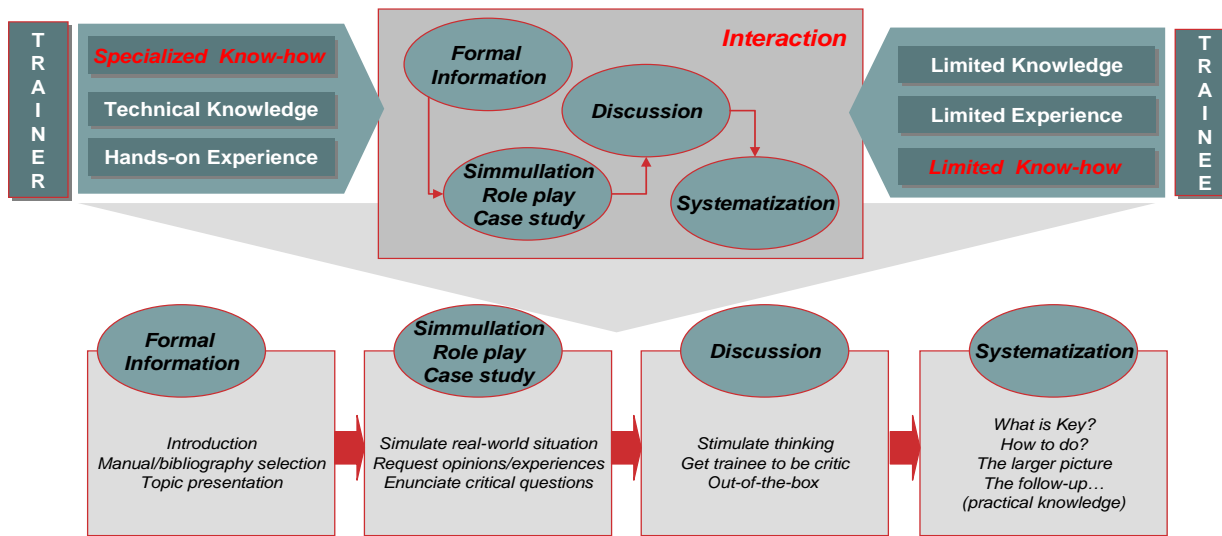 TRAINER
Specialized Know-how
Technical Knowledge
Hands-on Experience
Interaction
Formal
Information
Discussion
Simmullation
Role play
Case study
Systematization
Limited Knowledge
Limited Experience
Limited Know-how
TRAINEE
Formal
Information
Introduction
Manual/bibliography selection
Topic presentation
Simmullation
Role play
Case study
Simulate real-world situation
Request opinions/experiences
Enunciate critical questions
Discussion
Stimulate thinking
Get trainee to be critic
Out-of-the-box
Systematization
What is Key?
How to do?
The larger picture
The follow-up…
(practical knowledge)